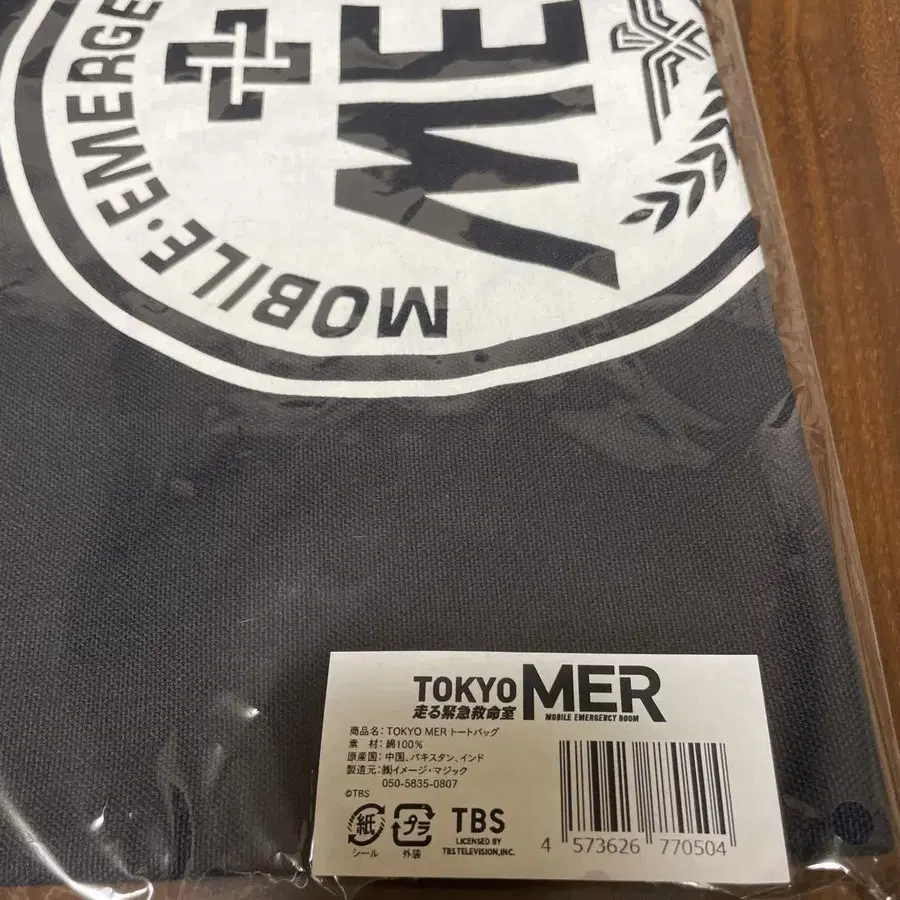 MOBILE·EMERGE
ME
TOKYO MER
走る緊急救命室 MOBILE EMERGENCY ROOM
商品名: TOKYO MER トートバッグ
素 材: 綿100%
原産国: 中国、パキスタン、インド
製造元: ㈱イメージ・マジック
050-5835-0807
©TBS
紙 プラ TBS
シール 外装 LICENSED BY
TBS TELEVISION, INC.
4 573626 770504